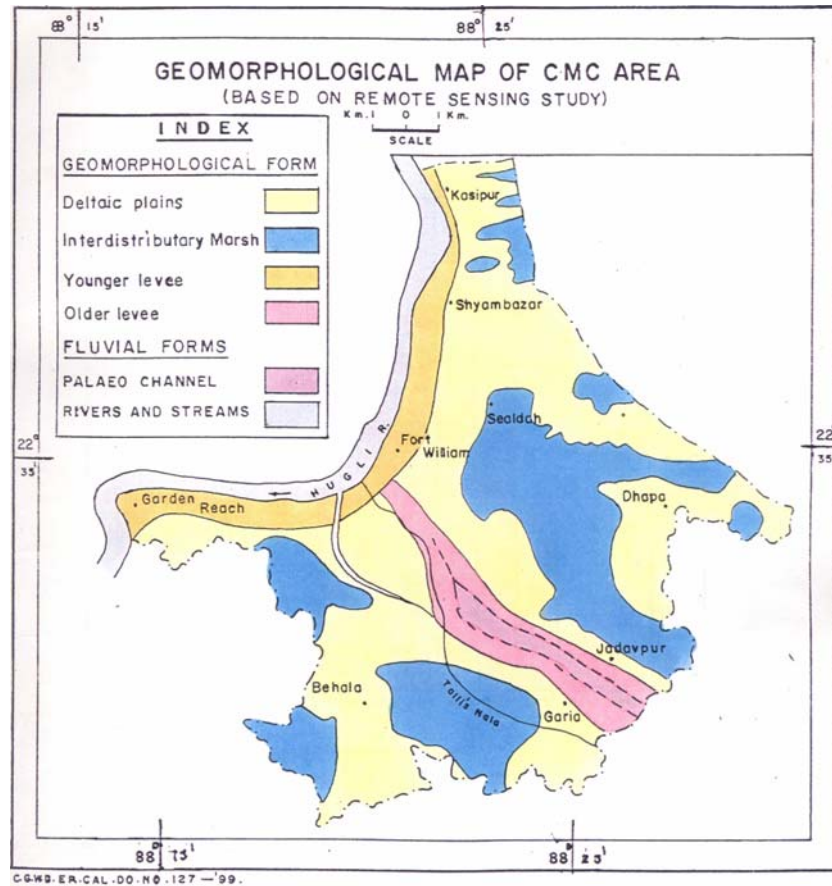 88° 15'
88° 25'
GEOMORPHOLOGICAL MAP OF CMC AREA
(BASED ON REMOTE SENSING STUDY)
Km. 1 0 1 Km.
SCALE
INDEX
GEOMORPHOLOGICAL FORM
Deltaic plains
Interdistributary Marsh
Younger levee
Older levee
FLUVIAL FORMS
PALAEO CHANNEL
RIVERS AND STREAMS
Kasipur
Shyambazar
Sealdah
22°
35'
22°
35'
HUGLI R.
Fort
William
Garden
Reach
Dhapa
Jadavpur
Behala
Tolli's Nala
Garia
88° 15'
88° 25'
C.G.W.B.ER.CAL.DO.NO.127 —'99.